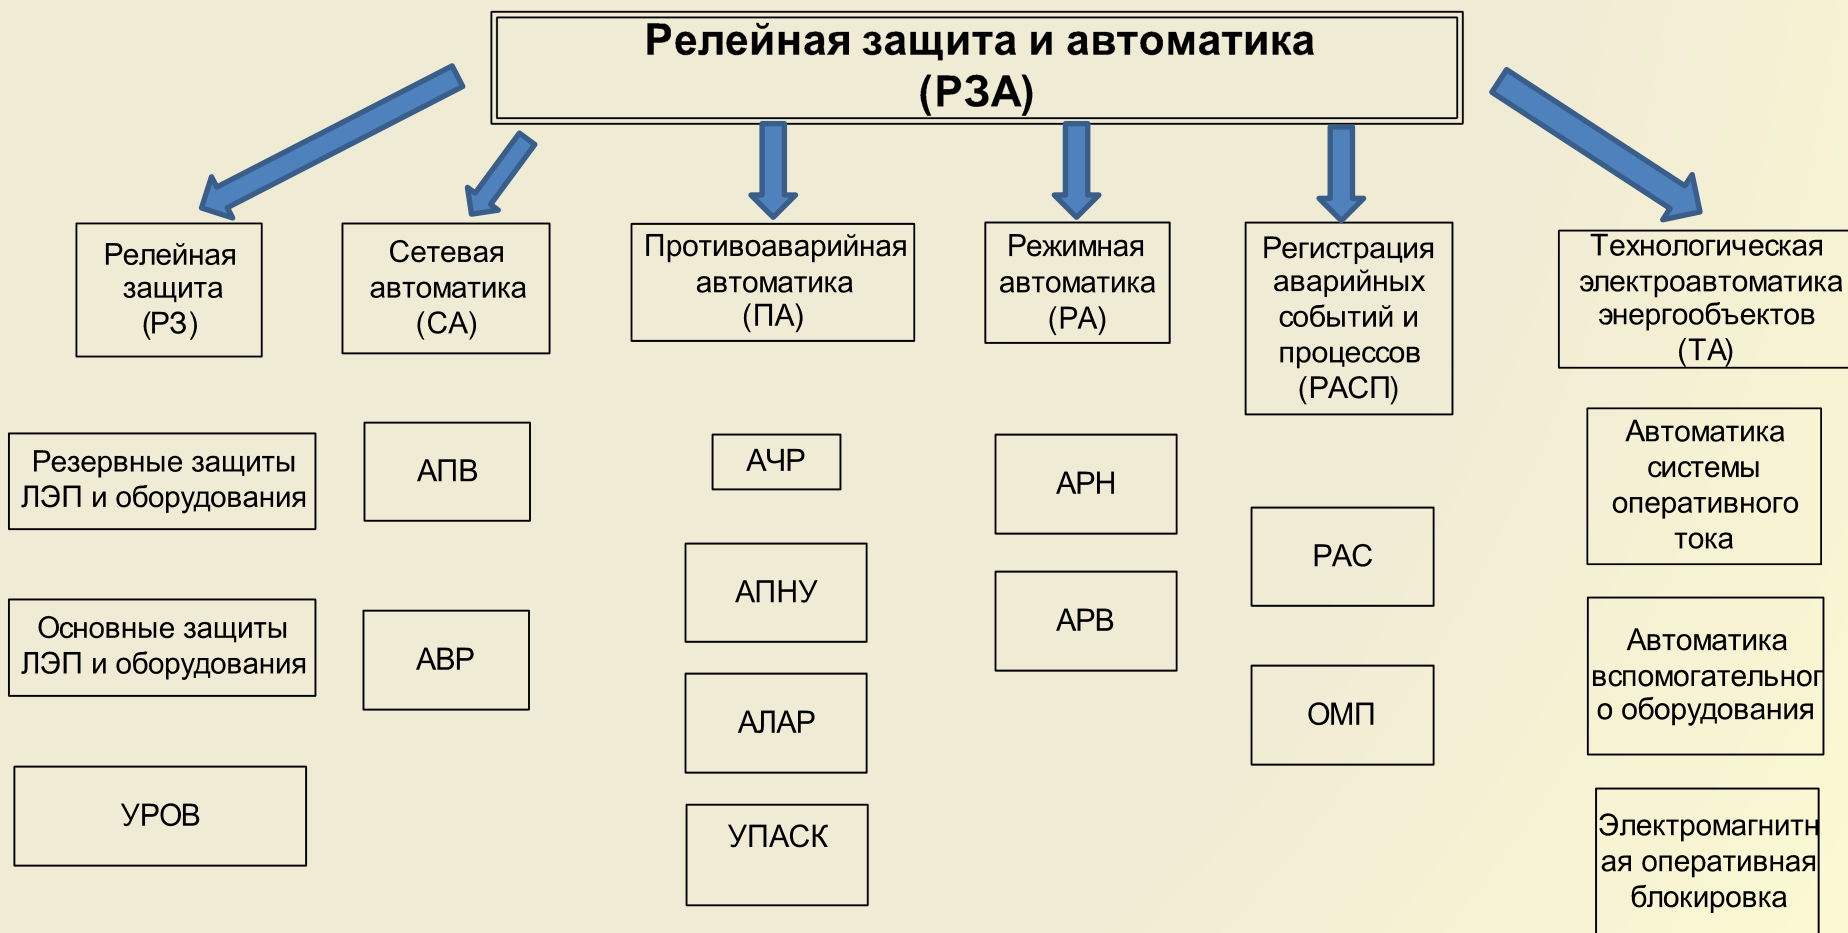 Релейная защита и автоматика
(РЗА)
Релейная
защита
(РЗ)
Сетевая
автоматика
(СА)
Противоаварийная
автоматика
(ПА)
Режимная
автоматика
(РА)
Регистрация
аварийных
событий и
процессов
(РАСП)
Технологическая
электроавтоматика
энергообъектов
(ТА)
Резервные защиты
ЛЭП и оборудования
Основные защиты
ЛЭП и оборудования
УРОВ
АПВ
АВР
АЧР
АПНУ
АЛАР
УПАСК
АРН
АРВ
РАС
ОМП
Автоматика
системы
оперативного
тока
Автоматика
вспомогательног
о оборудования
Электромагнитн
ая оперативная
блокировка